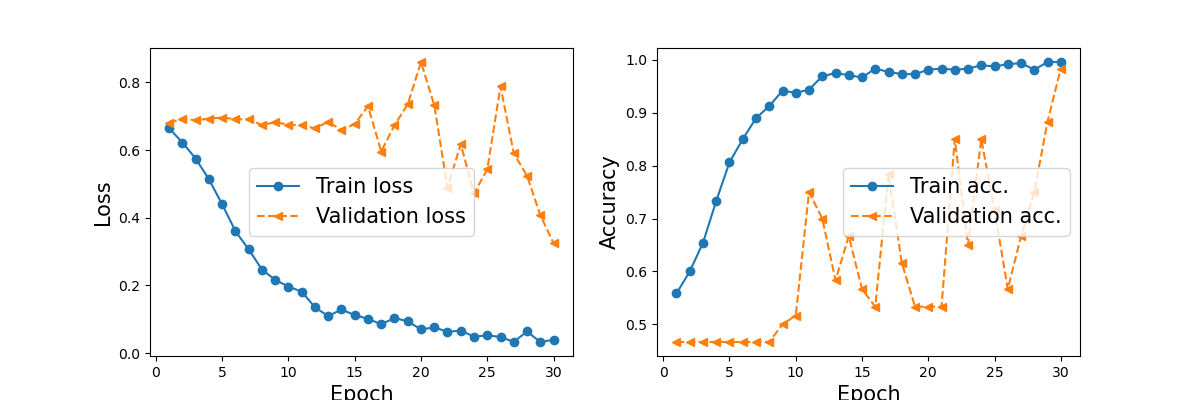 Loss
0.8
0.6
0.4
0.2
0.0
Train loss
Validation loss
0 5 10 15 20 25 30
Epoch
Accuracy
1.0
0.9
0.8
0.7
0.6
0.5
Train acc.
Validation acc.
0 5 10 15 20 25 30
Epoch